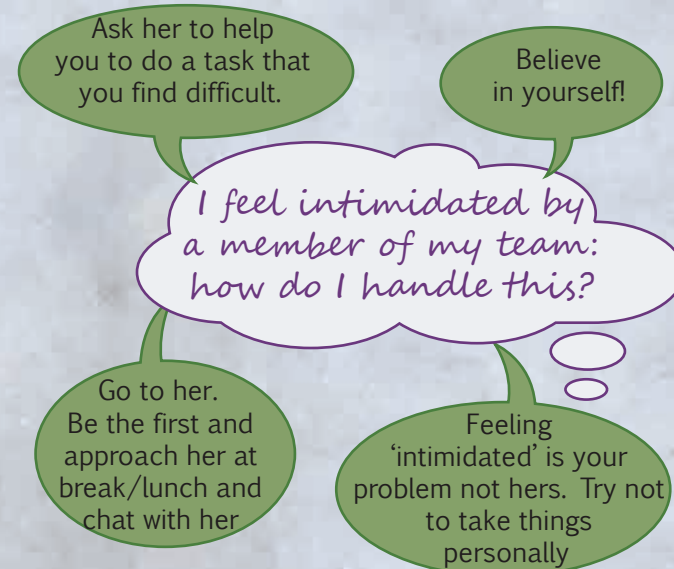 Ask her to help
you to do a task that
you find difficult.
Believe
in yourself!
I feel intimidated by
a member of my team:
how do I handle this?
Go to her.
Be the first and
approach her at
break/lunch and
chat with her
Feeling
‘intimidated’ is your
problem not hers.  Try not
to take things
personally